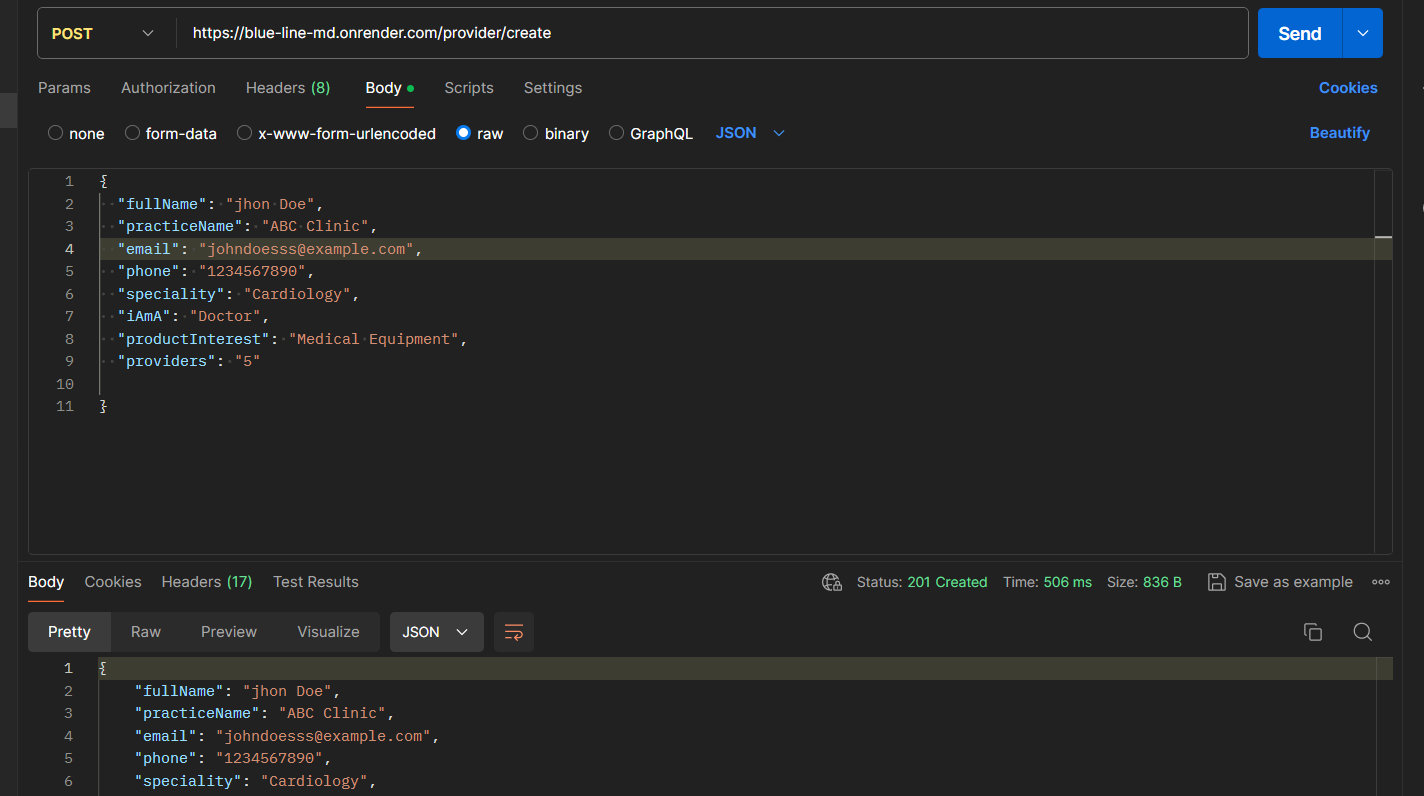 POST https://blue-line-md.onrender.com/provider/create Send
Params Authorization Headers (8) Body Scripts Settings Cookies
none form-data x-www-form-urlencoded raw binary GraphQL JSON Beautify
1 {
2 "fullName": "jhon Doe",
3 "practiceName": "ABC Clinic",
4 "email": "johndoesss@example.com",
5 "phone": "1234567890",
6 "speciality": "Cardiology",
7 "iAmA": "Doctor",
8 "productInterest": "Medical Equipment",
9 "providers": "5"
10
11 }
Body Cookies Headers (17) Test Results Status: 201 Created Time: 506 ms Size: 836 B Save as example
Pretty Raw Preview Visualize JSON
1 {
2 "fullName": "jhon Doe",
3 "practiceName": "ABC Clinic",
4 "email": "johndoesss@example.com",
5 "phone": "1234567890",
6 "speciality": "Cardiology",